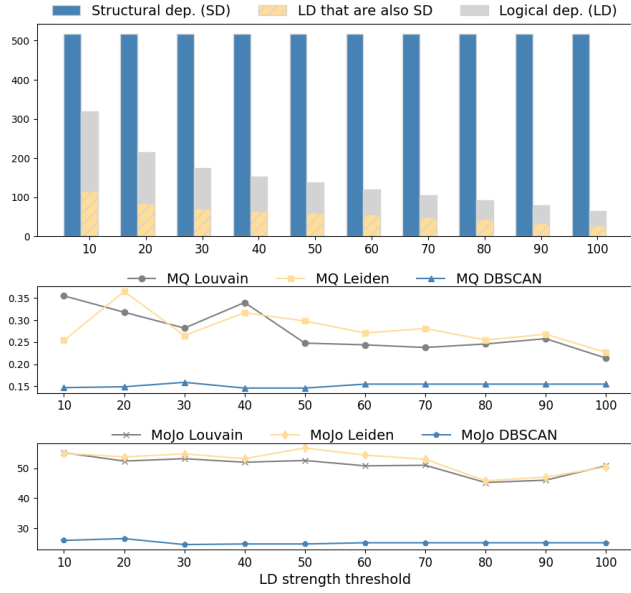 Structural dep. (SD) LD that are also SD Logical dep. (LD)
500
400
300
200
100
0
10 20 30 40 50 60 70 80 90 100
MQ Louvain MQ Leiden MQ DBSCAN
0.35
0.30
0.25
0.20
0.15
10 20 30 40 50 60 70 80 90 100
MoJo Louvain MoJo Leiden MoJo DBSCAN
50
40
30
10 20 30 40 50 60 70 80 90 100
LD strength threshold